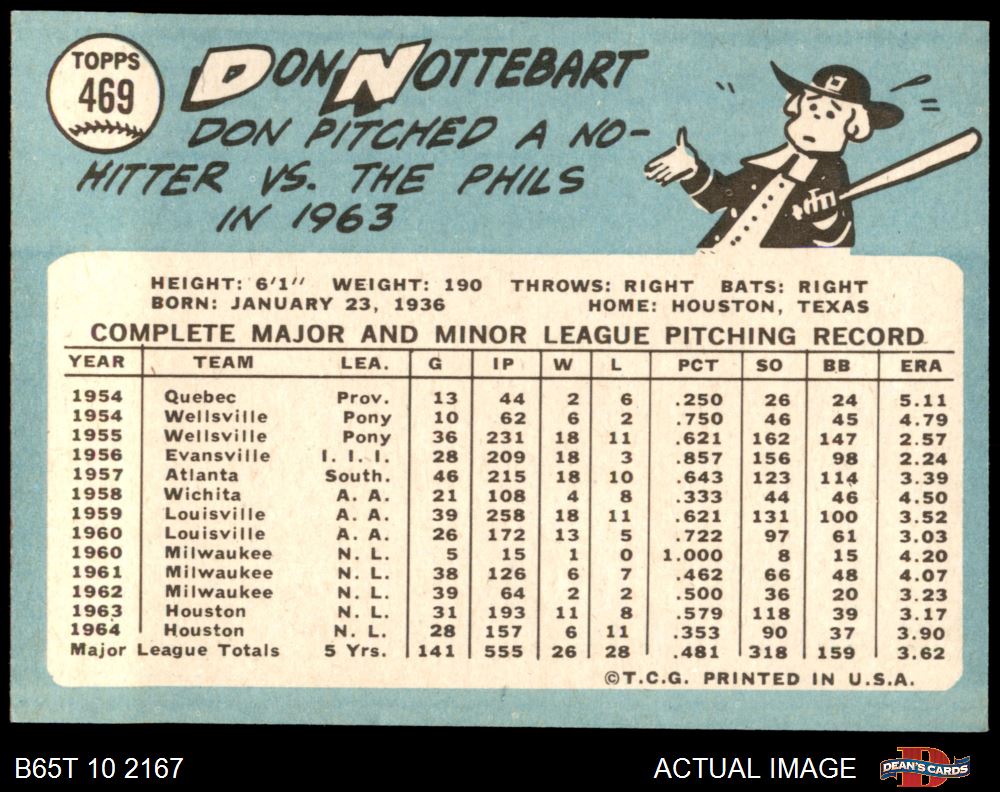 TOPPS
469
DON NOTTEBART
DON PITCHED A NO-
HITTER VS. THE PHILS
IN 1963
HEIGHT: 6'1" WEIGHT: 190 THROWS: RIGHT BATS: RIGHT
BORN: JANUARY 23, 1936 HOME: HOUSTON, TEXAS
COMPLETE MAJOR AND MINOR LEAGUE PITCHING RECORD
YEAR TEAM LEA. G IP W L PCT SO BB ERA
1954 Quebec Prov. 13 44 2 6 .250 26 24 5.11
1954 Wellsville Pony 10 62 6 2 .750 46 45 4.79
1955 Wellsville Pony 36 231 18 11 .621 162 147 2.57
1956 Evansville I. I. I. 28 209 18 3 .857 156 98 2.24
1957 Atlanta South. 46 215 18 10 .643 123 114 3.39
1958 Wichita A. A. 21 108 4 8 .333 44 46 4.50
1959 Louisville A. A. 39 258 18 11 .621 131 100 3.52
1960 Louisville A. A. 26 172 13 5 .722 97 61 3.03
1960 Milwaukee N. L. 5 15 1 0 1.000 8 15 4.20
1961 Milwaukee N. L. 38 126 6 7 .462 66 48 4.07
1962 Milwaukee N. L. 39 64 2 2 .500 36 20 3.23
1963 Houston N. L. 31 193 11 8 .579 118 39 3.17
1964 Houston N. L. 28 157 6 11 .353 90 37 3.90
Major League Totals 5 Yrs. 141 555 26 28 .481 318 159 3.62
©T.C.G. PRINTED IN U.S.A.
B65T 10 2167 ACTUAL IMAGE
DEAN'S CARDS